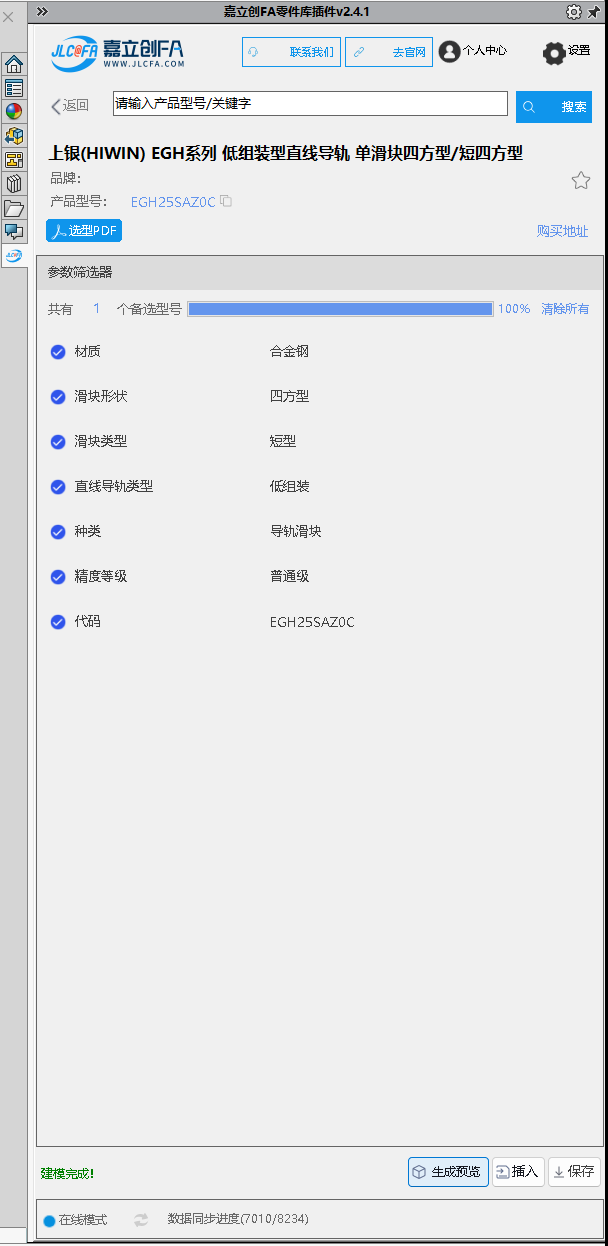 嘉立创FA零件库插件v2.4.1
JLC@FA 嘉立创FA
WWW.JLCFA.COM
联系我们 去官网 个人中心 设置
返回 请输入产品型号/关键字 搜索
上银(HIWIN) EGH系列 低组装型直线导轨 单滑块四方型/短四方型
品牌:
产品型号: EGH25SAZ0C
选型PDF 购买地址
参数筛选器
共有 1 个备选型号 100% 清除所有
材质 合金钢
滑块形状 四方型
滑块类型 短型
直线导轨类型 低组装
种类 导轨滑块
精度等级 普通级
代码 EGH25SAZ0C
建模完成! 生成预览 插入 保存
在线模式 数据同步进度(7010/8234)